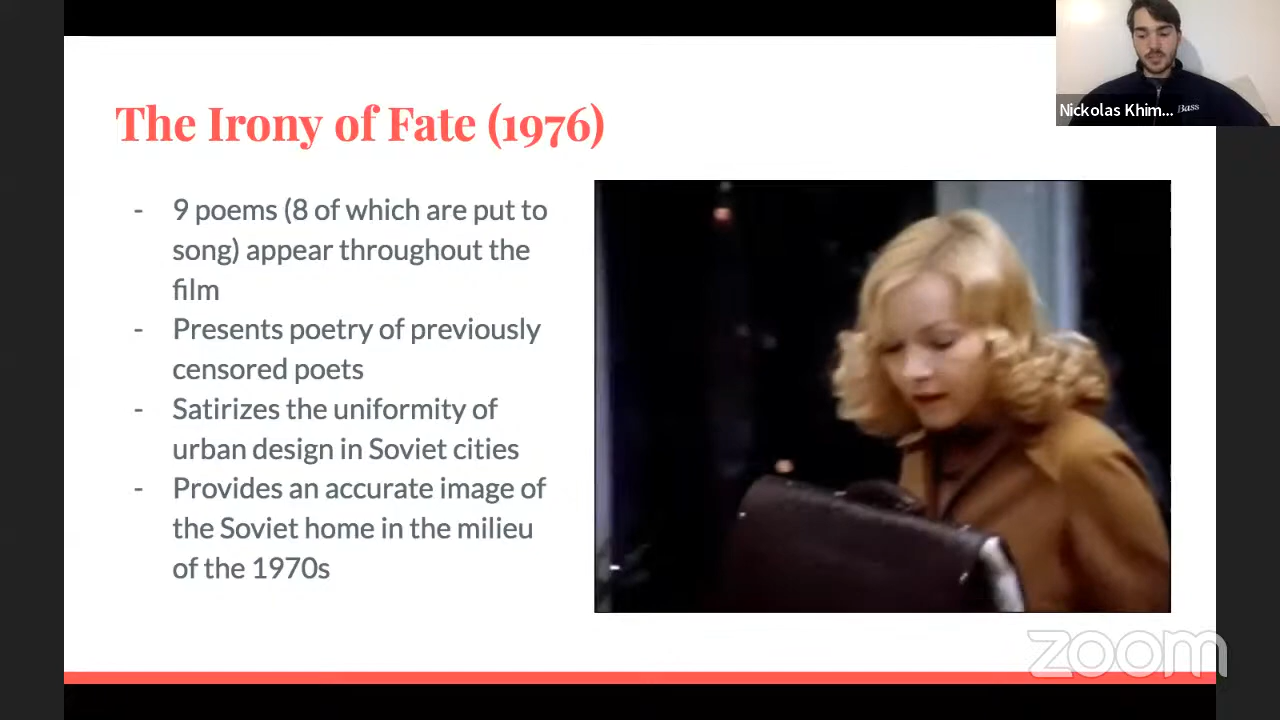 Bass
Nickolas Khim...
The Irony of Fate (1976)
- 9 poems (8 of which are put to
song) appear throughout the
film
- Presents poetry of previously
censored poets
- Satirizes the uniformity of
urban design in Soviet cities
- Provides an accurate image of
the Soviet home in the milieu
of the 1970s
zoom